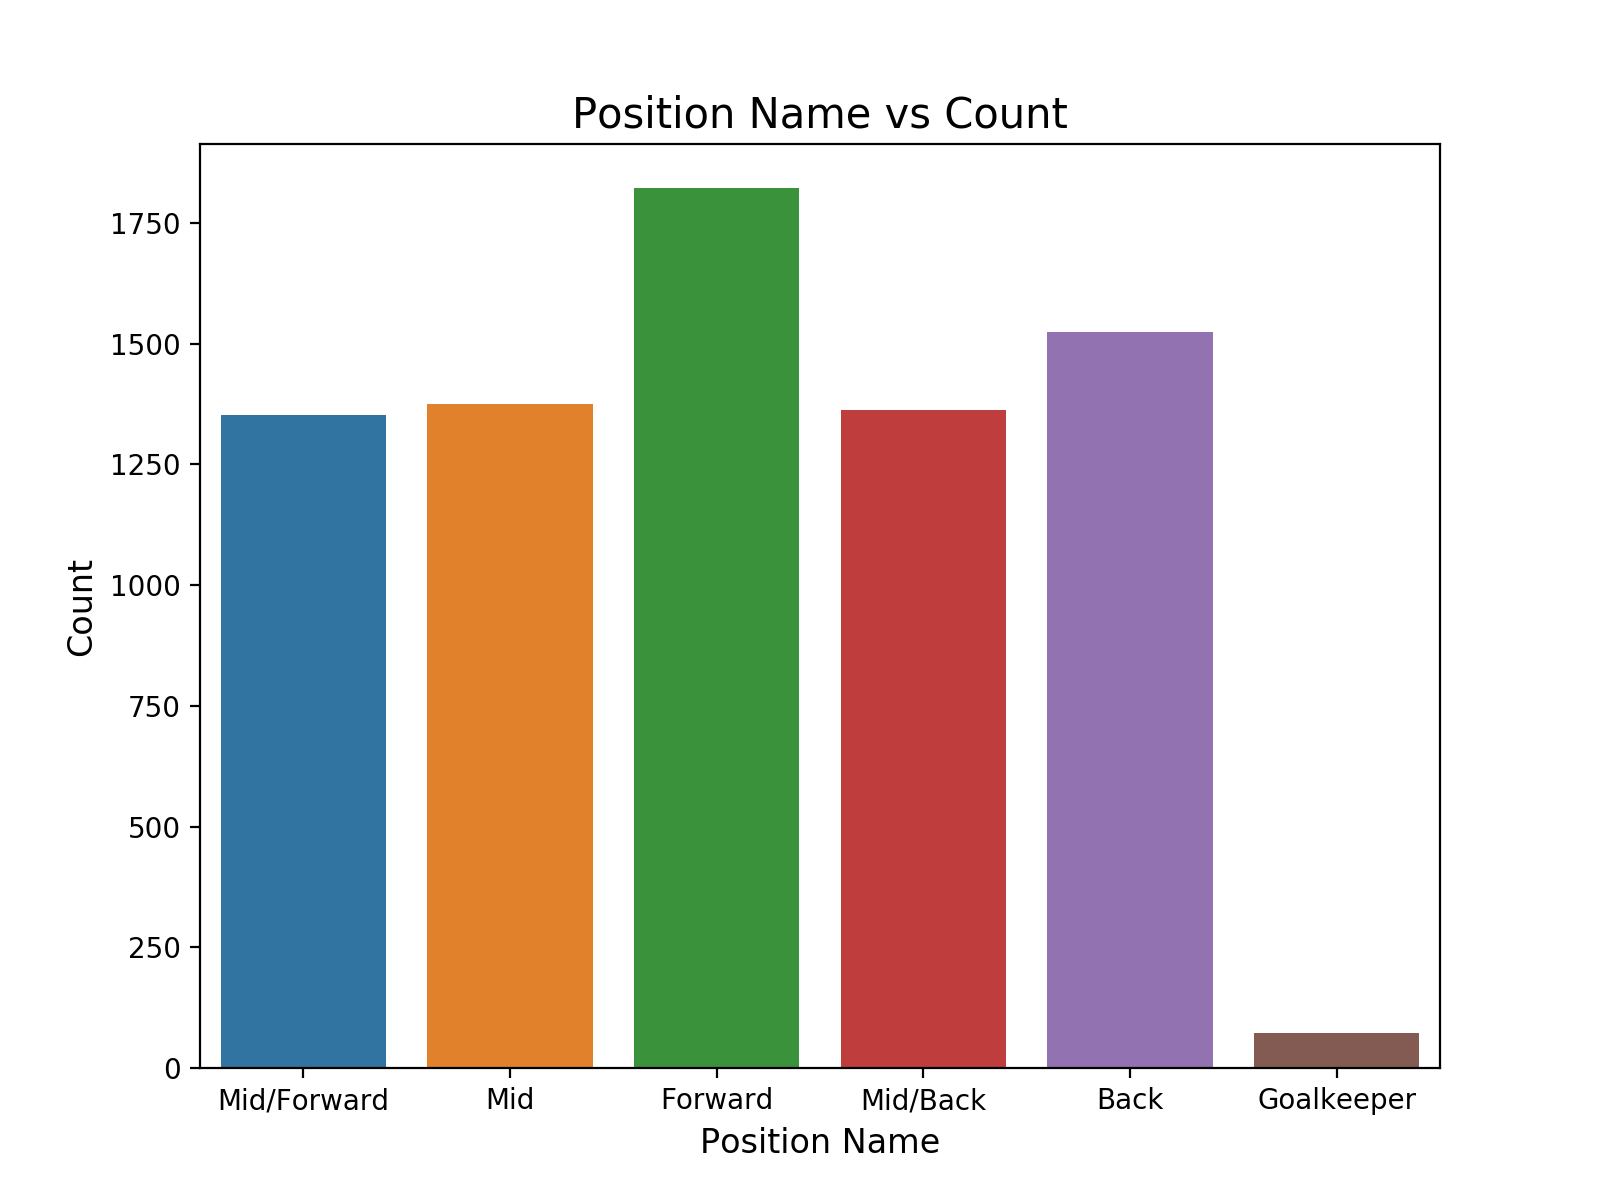 Position Name vs Count
Count
1750
1500
1250
1000
750
500
250
0
Mid/Forward Mid Forward Mid/Back Back Goalkeeper
Position Name